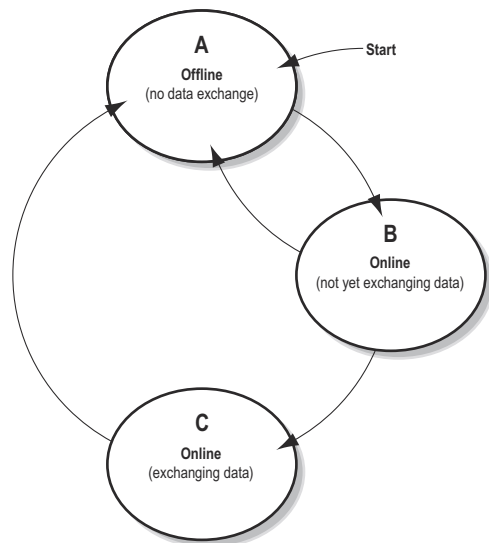 A
Offline
(no data exchange)
Start
B
Online
(not yet exchanging data)
C
Online
(exchanging data)